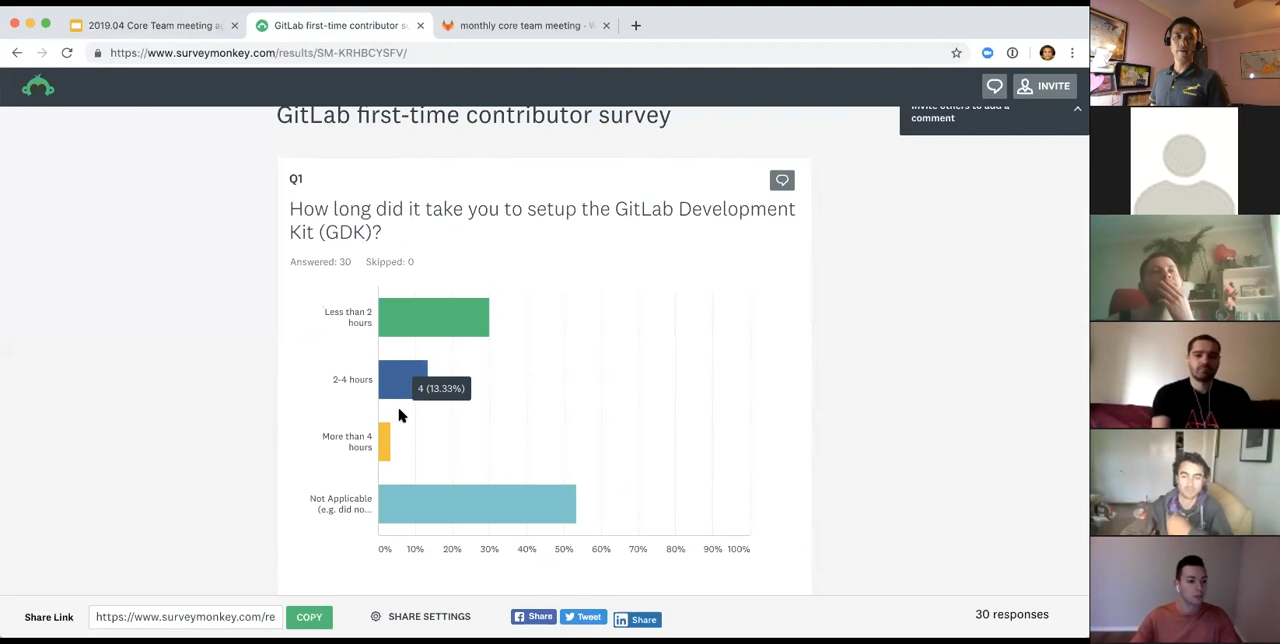 2019.04 Core Team meeting a
GitLab first-time contributor su
monthly core team meeting
https://www.surveymonkey.com/results/SM-KRHBCYSFV/
INVITE
Invite others to add a
comment
GitLab first-time contributor survey
Q1
How long did it take you to setup the GitLab Development
Kit (GDK)?
Answered: 30 Skipped: 0
Less than 2
hours
2-4 hours
4 (13.33%)
More than 4
hours
Not Applicable
(e.g. did no...
0% 10% 20% 30% 40% 50% 60% 70% 80% 90% 100%
Share Link
https://www.surveymonkey.com/re
COPY
SHARE SETTINGS
Share
Tweet
Share
30 responses